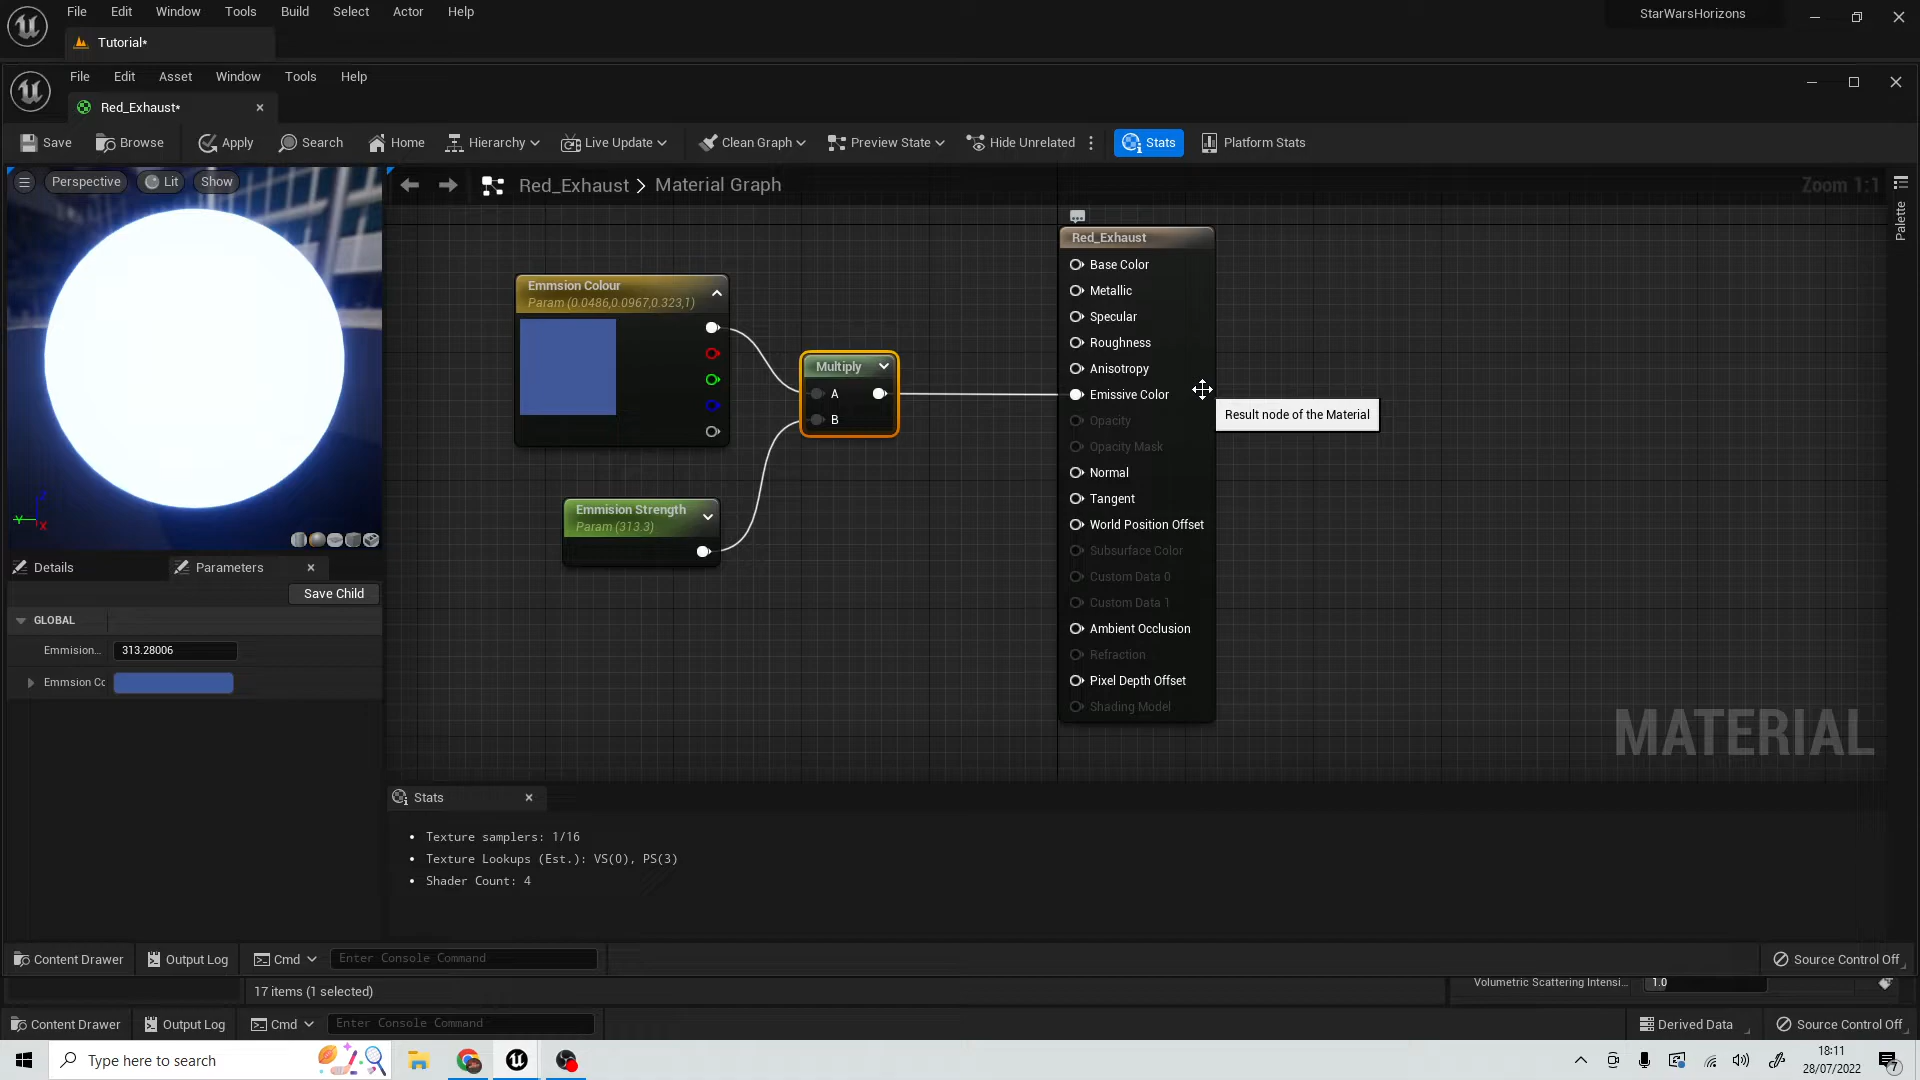 File Edit Window Tools Build Select Actor Help
StarWarsHorizons
Tutorial*
File Edit Asset Window Tools Help
Red_Exhaust*
Save Browse Apply Search Home Hierarchy Live Update Clean Graph Preview State Hide Unrelated Stats Platform Stats
Perspective Lit Show
Red_Exhaust > Material Graph
Zoom 1:1
Palette
Red_Exhaust
Base Color
Metallic
Specular
Roughness
Anisotropy
Emissive Color
Opacity
Opacity Mask
Normal
Tangent
World Position Offset
Subsurface Color
Custom Data 0
Custom Data 1
Ambient Occlusion
Refraction
Pixel Depth Offset
Shading Model
Emmsion Colour
Param (0.0486,0.0967,0.323,1)
Multiply
A
B
Emmision Strength
Param (313.3)
Result node of the Material
MATERIAL
Y X
Details Parameters
Save Child
GLOBAL
Emmision... 313.28006
Emmsion Cc
Stats
Texture samplers: 1/16
Texture Lookups (Est.): VS(0), PS(3)
Shader Count: 4
Content Drawer Output Log Cmd Enter Console Command Source Control Off
17 items (1 selected)
Volumetric Scattering Intensi... 1.0
Content Drawer Output Log Cmd Enter Console Command Derived Data Source Control Off
Type here to search
18:11
28/07/2022
7